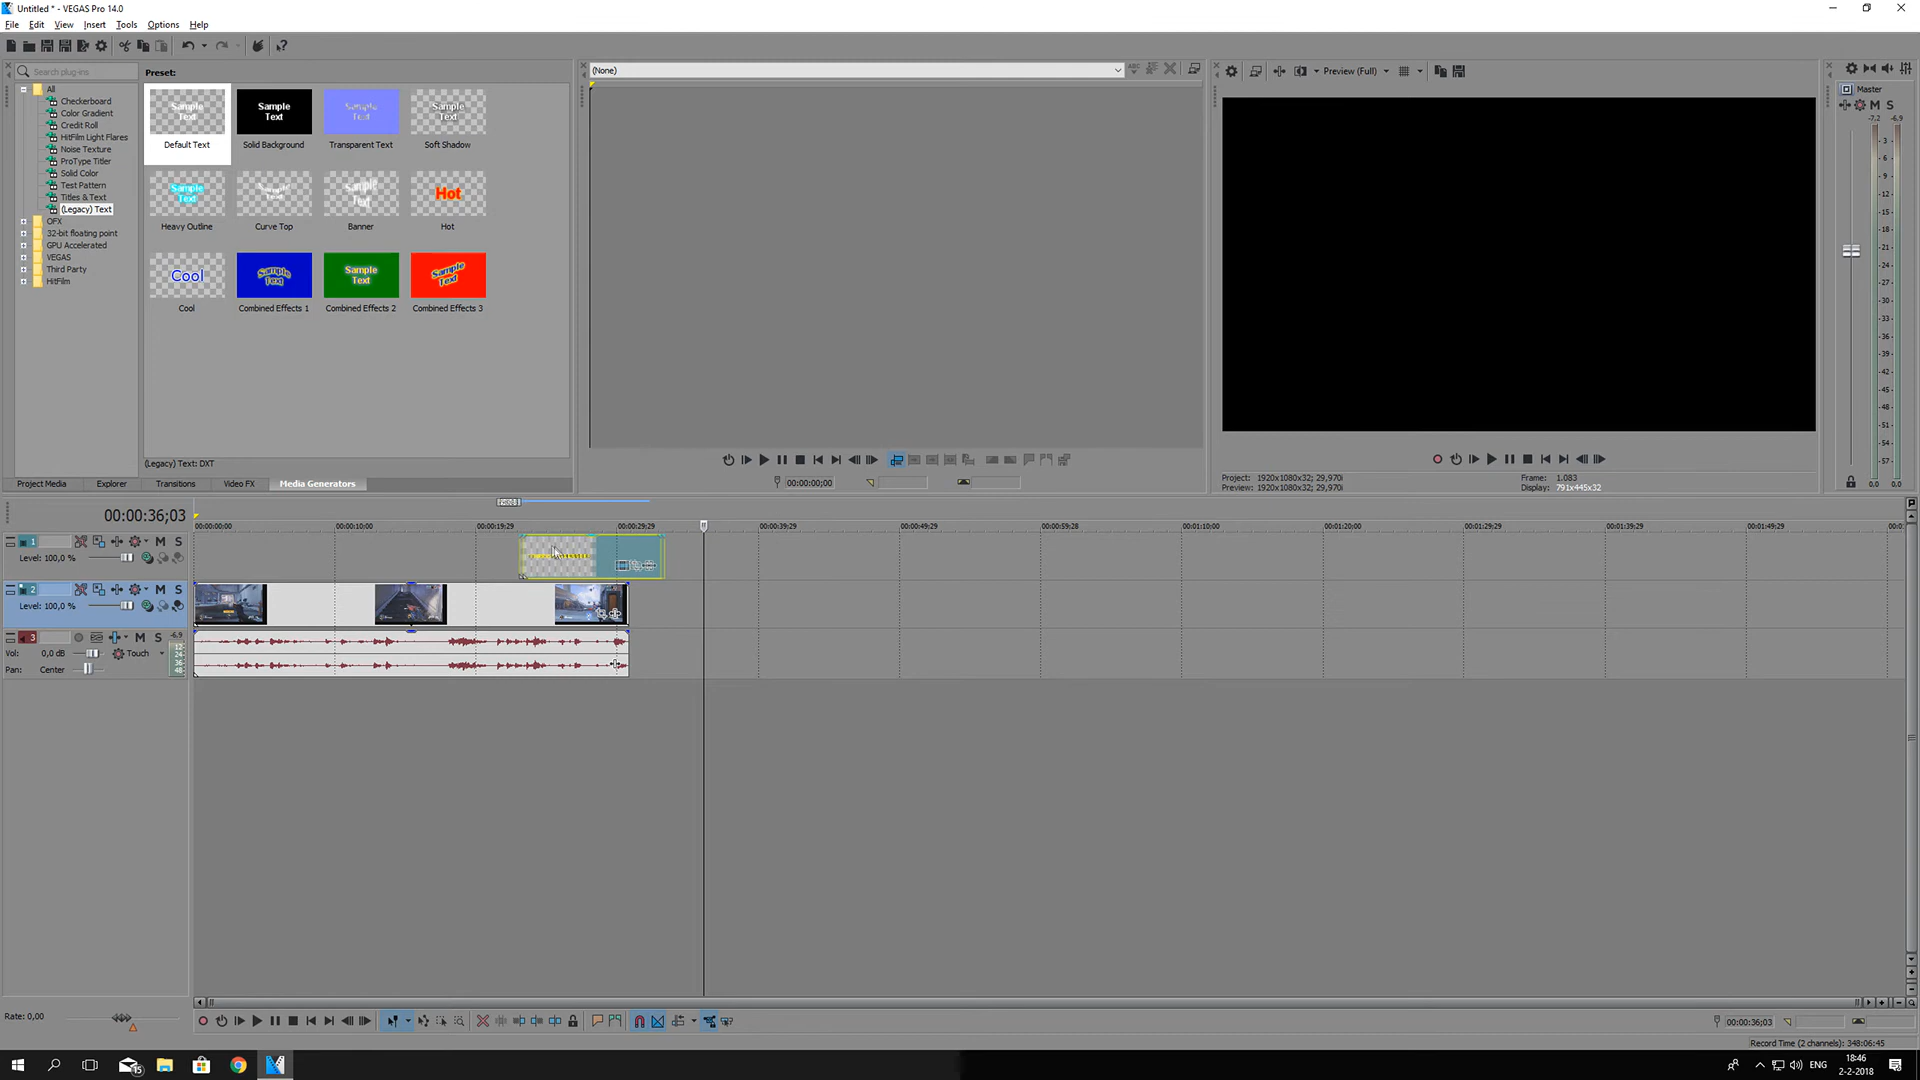 Untitled * - VEGAS Pro 14.0
File Edit View Insert Tools Options Help
Search plug-ins
All
Checkerboard
Color Gradient
Credit Roll
HitFilm Light Flares
Noise Texture
ProType Titler
Solid Color
Test Pattern
Titles & Text
(Legacy) Text
OFX
32-bit floating point
GPU Accelerated
VEGAS
Third Party
HitFilm
Preset:
Sample Text Sample Text Sample Text Sample Text
Default Text Solid Background Transparent Text Soft Shadow
Sample Text Sample Text Sample Text Hot
Heavy Outline Curve Top Banner Hot
Cool Sample Text Sample Text Sample Text
Cool Combined Effects 1 Combined Effects 2 Combined Effects 3
(Legacy) Text: DXT
Project Media Explorer Transitions Video FX Media Generators
(None)
00:00:00;00
Preview (Full)
Project: 1920x1080x32; 29,970i
Preview: 1920x1080x32; 29,970i
Frame: 1.083
Display: 791x445x32
Master
M S
-7.2 -6.9
- 3 -
- 6 -
- 9 -
-12-
-15-
-18-
-21-
-24-
-27-
-30-
-33-
-36-
-39-
-42-
-45-
-48-
-51-
-54-
-57-
0,0 0,0
00:00:36;03
00:00:00;00 00:00:10;00 00:00:19;29 00:00:29;29 00:00:39;29 00:00:49;29 00:00:59;28 00:01:10;00 00:01:20;00 00:01:29;29 00:01:39;29 00:01:49;29
1 M S
Level: 100,0 %
2 M S
Level: 100,0 %
3 M S -6.9
Vol: 0,0 dB Touch
Pan: Center
12-
24-
36-
48-
Rate: 0,00
00:00:36;03
Record Time (2 channels): 348:06:45
15
ENG
18:46
2-2-2018